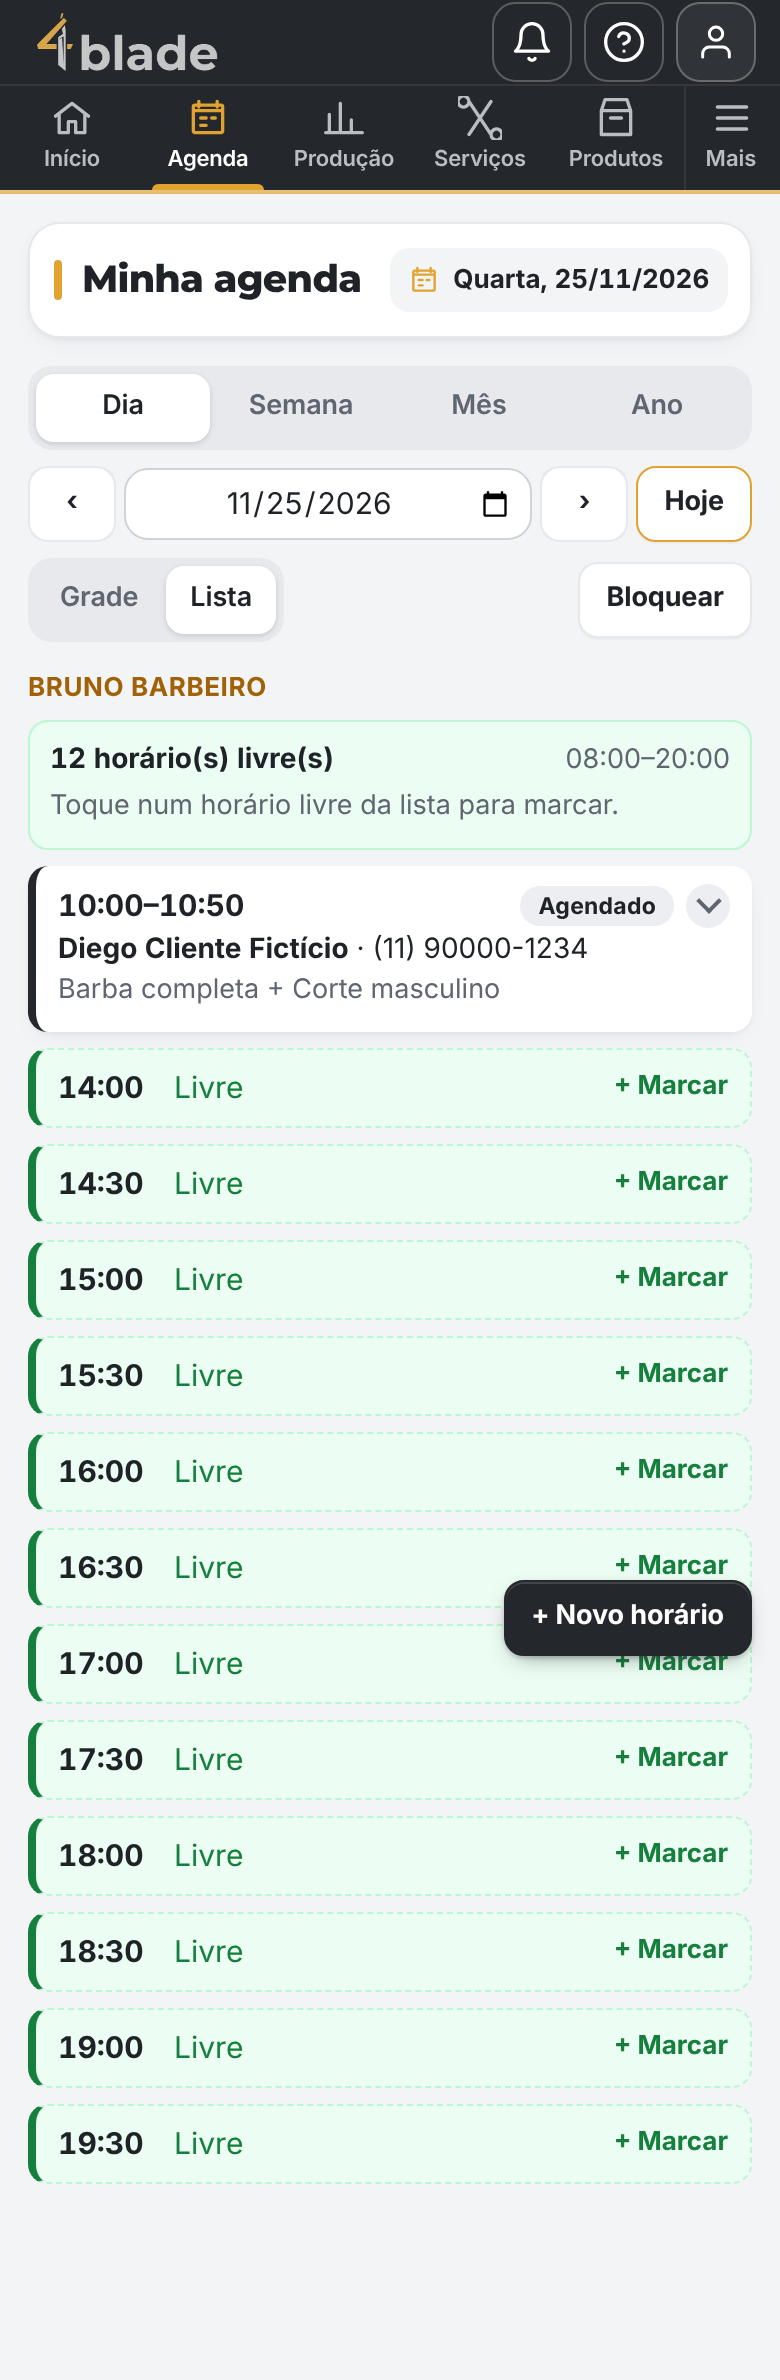 4blade
Início
Agenda
Produção
Serviços
Produtos
Mais
Minha agenda
Quarta, 25/11/2026
Dia
Semana
Mês
Ano
‹
11/25/2026
›
Hoje
Grade
Lista
Bloquear
BRUNO BARBEIRO
12 horário(s) livre(s)
08:00–20:00
Toque num horário livre da lista para marcar.
10:00–10:50
Agendado
Diego Cliente Fictício · (11) 90000-1234
Barba completa + Corte masculino
14:00 Livre + Marcar
14:30 Livre + Marcar
15:00 Livre + Marcar
15:30 Livre + Marcar
16:00 Livre + Marcar
16:30 Livre + Marcar
+ Novo horário
17:00 Livre + Marcar
17:30 Livre + Marcar
18:00 Livre + Marcar
18:30 Livre + Marcar
19:00 Livre + Marcar
19:30 Livre + Marcar